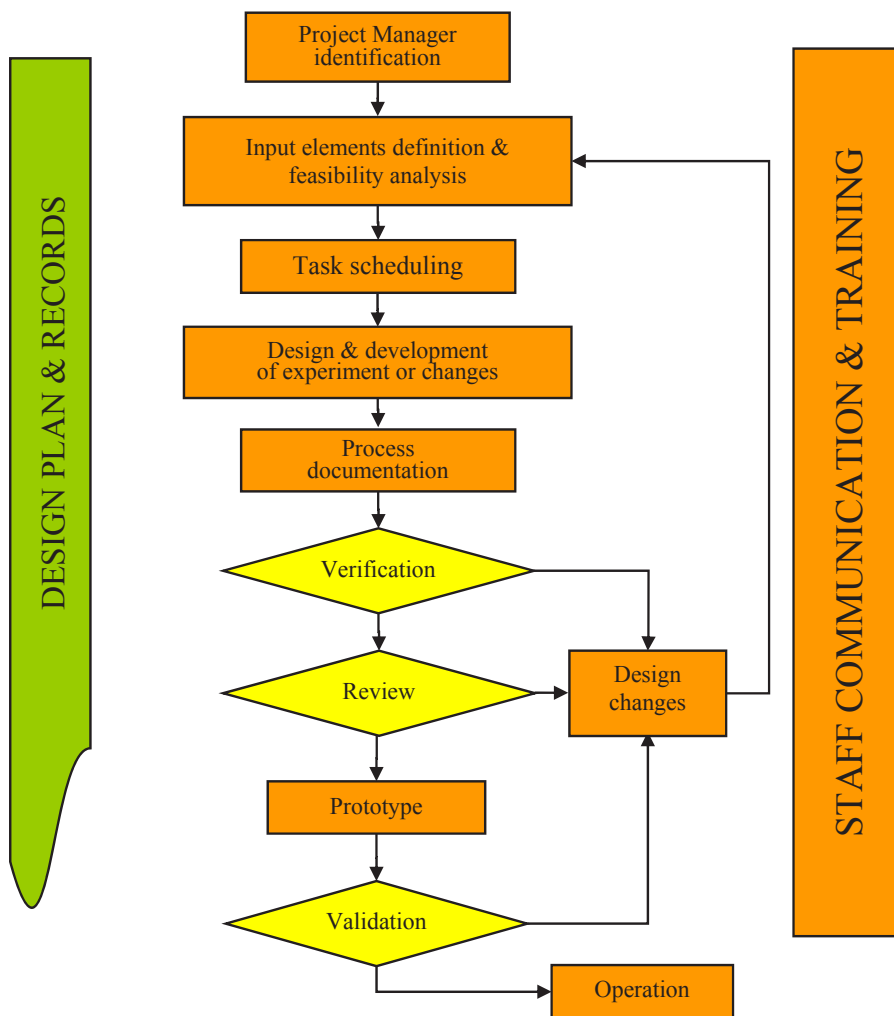 Project Manager
identification
Input elements definition &
feasibility analysis
Task scheduling
Design & development
of experiment or changes
Process
documentation
Verification
Review
Design
changes
Prototype
Validation
Operation
DESIGN PLAN & RECORDS
STAFF COMMUNICATION & TRAINING